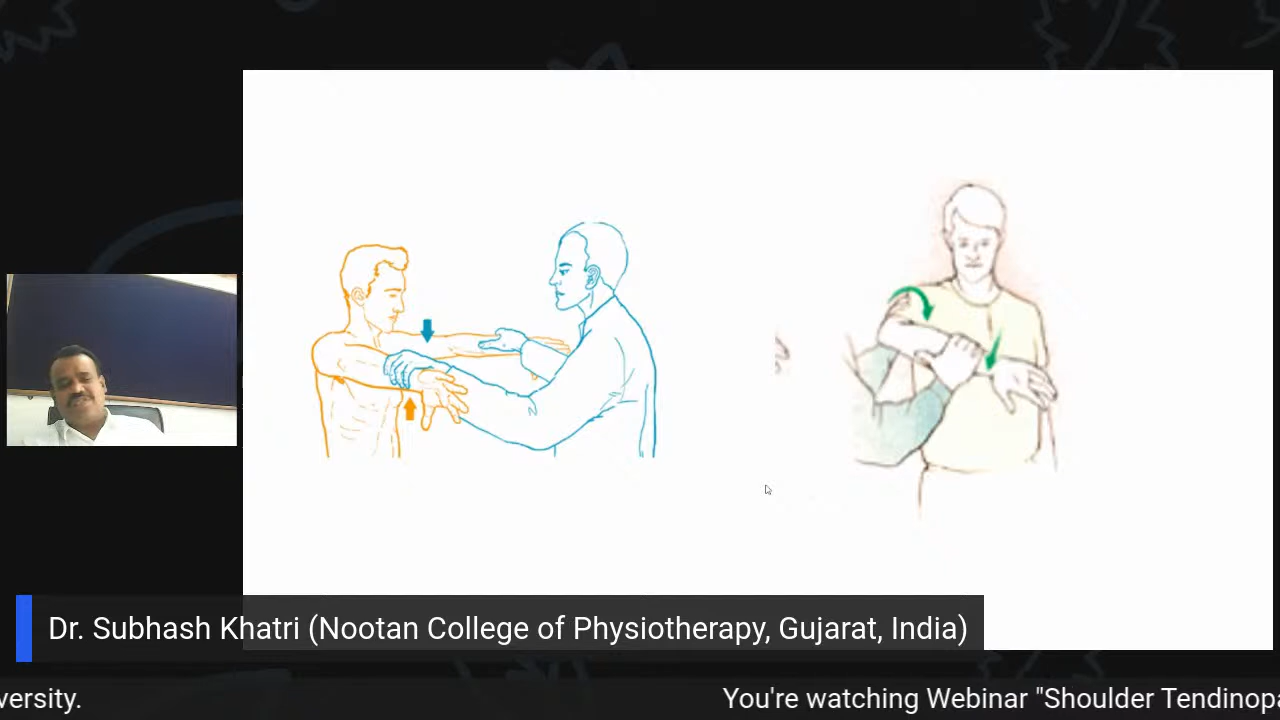 Dr. Subhash Khatri (Nootan College of Physiotherapy, Gujarat, India)
versity. You're watching Webinar "Shoulder Tendinopa